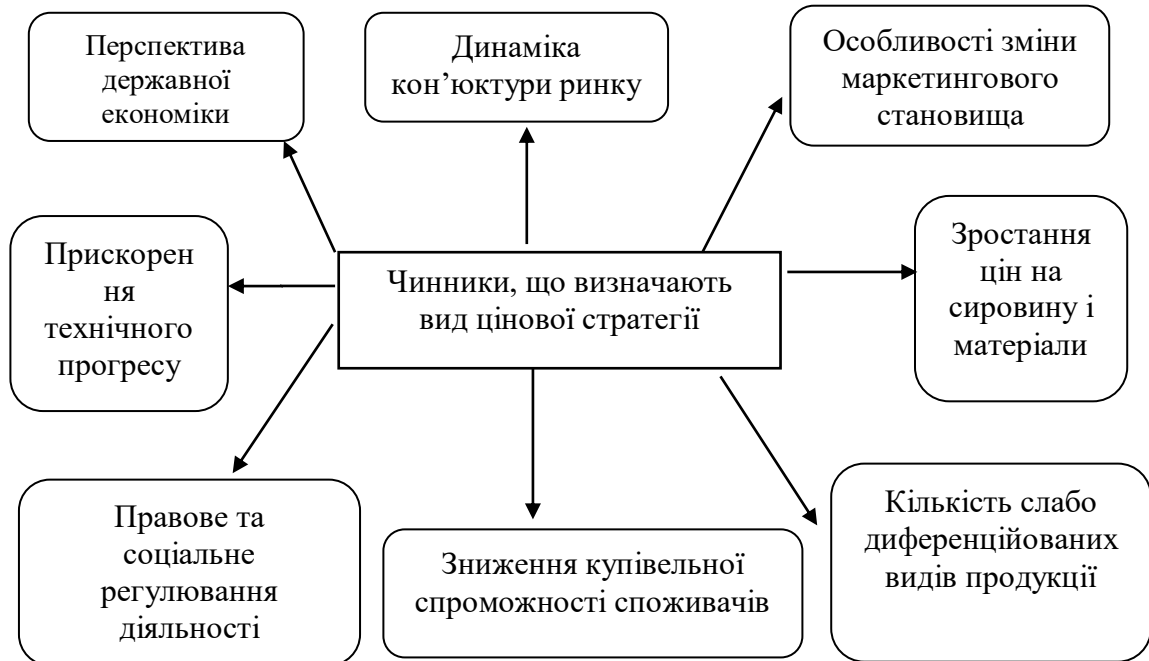 Перспектива
державної
економіки
Динаміка
кон’юктури ринку
Особливості зміни
маркетингового
становища
Прискорен
ня
технічного
прогресу
Чинники, що визначають
вид цінової стратегії
Зростання
цін на
сировину і
матеріали
Правове та
соціальне
регулювання
діяльності
Зниження купівельної
спроможності споживачів
Кількість слабо
диференційованих
видів продукції